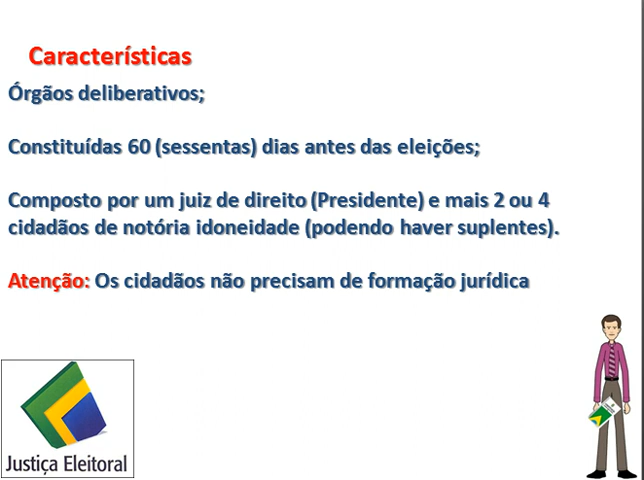 Características
Órgãos deliberativos;
Constituídas 60 (sessentas) dias antes das eleições;
Composto por um juiz de direito (Presidente) e mais 2 ou 4
cidadãos de notória idoneidade (podendo haver suplentes).
Atenção: Os cidadãos não precisam de formação jurídica
Justiça Eleitoral